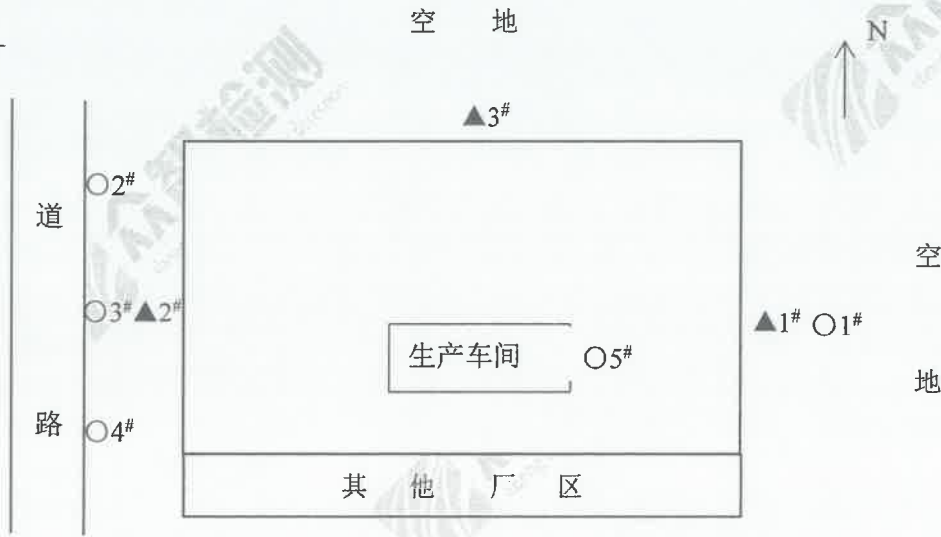 空 地
N
▲3#
○2#
道
空
○3#▲2#
▲1# ○1#
生产车间 ○5#
地
路
○4#
其 他 厂 区